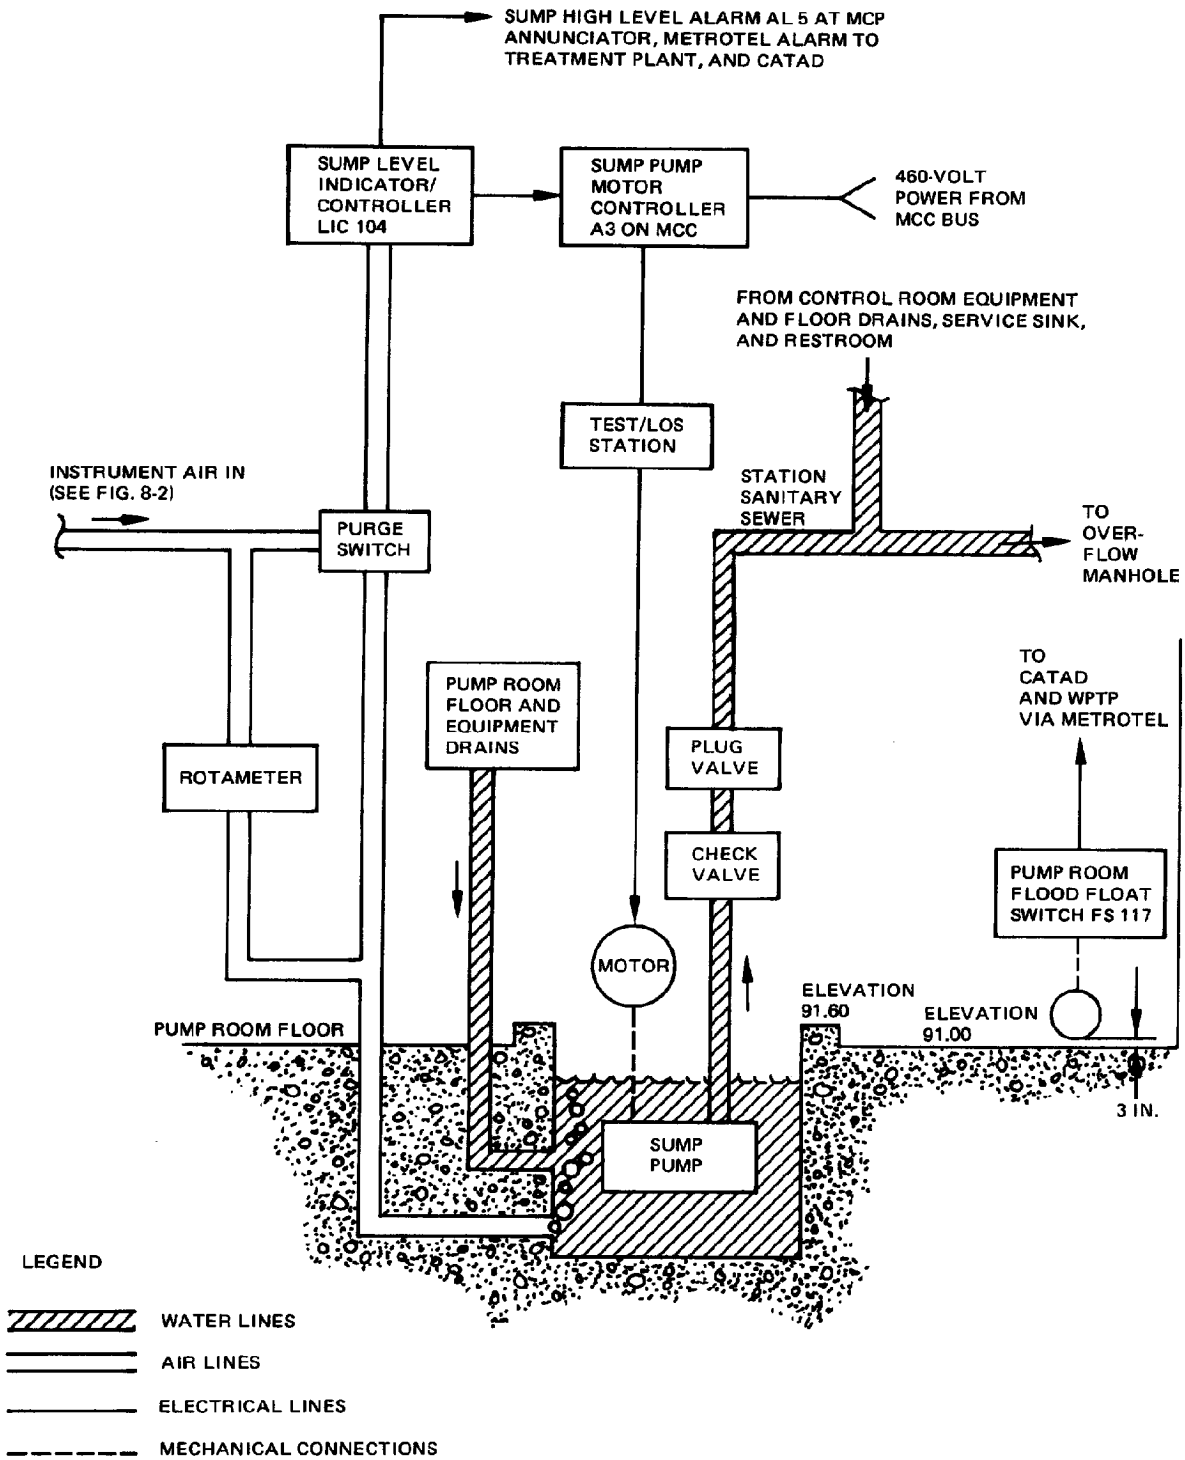 SUMP HIGH LEVEL ALARM AL 5 AT MCP
ANNUNCIATOR, METROTEL ALARM TO
TREATMENT PLANT, AND CATAD
SUMP LEVEL
INDICATOR/
CONTROLLER
LIC 104
SUMP PUMP
MOTOR
CONTROLLER
A3 ON MCC
460-VOLT
POWER FROM
MCC BUS
FROM CONTROL ROOM EQUIPMENT
AND FLOOR DRAINS, SERVICE SINK,
AND RESTROOM
TEST/LOS
STATION
INSTRUMENT AIR IN
(SEE FIG. 8-2)
PURGE
SWITCH
STATION
SANITARY
SEWER
TO
OVER-
FLOW
MANHOLE
PUMP ROOM
FLOOR AND
EQUIPMENT
DRAINS
TO
CATAD
AND WPTP
VIA METROTEL
PLUG
VALVE
ROTAMETER
CHECK
VALVE
PUMP ROOM
FLOOD FLOAT
SWITCH FS 117
MOTOR
ELEVATION
91.60
ELEVATION
91.00
PUMP ROOM FLOOR
3 IN.
SUMP
PUMP
LEGEND
WATER LINES
AIR LINES
ELECTRICAL LINES
MECHANICAL CONNECTIONS